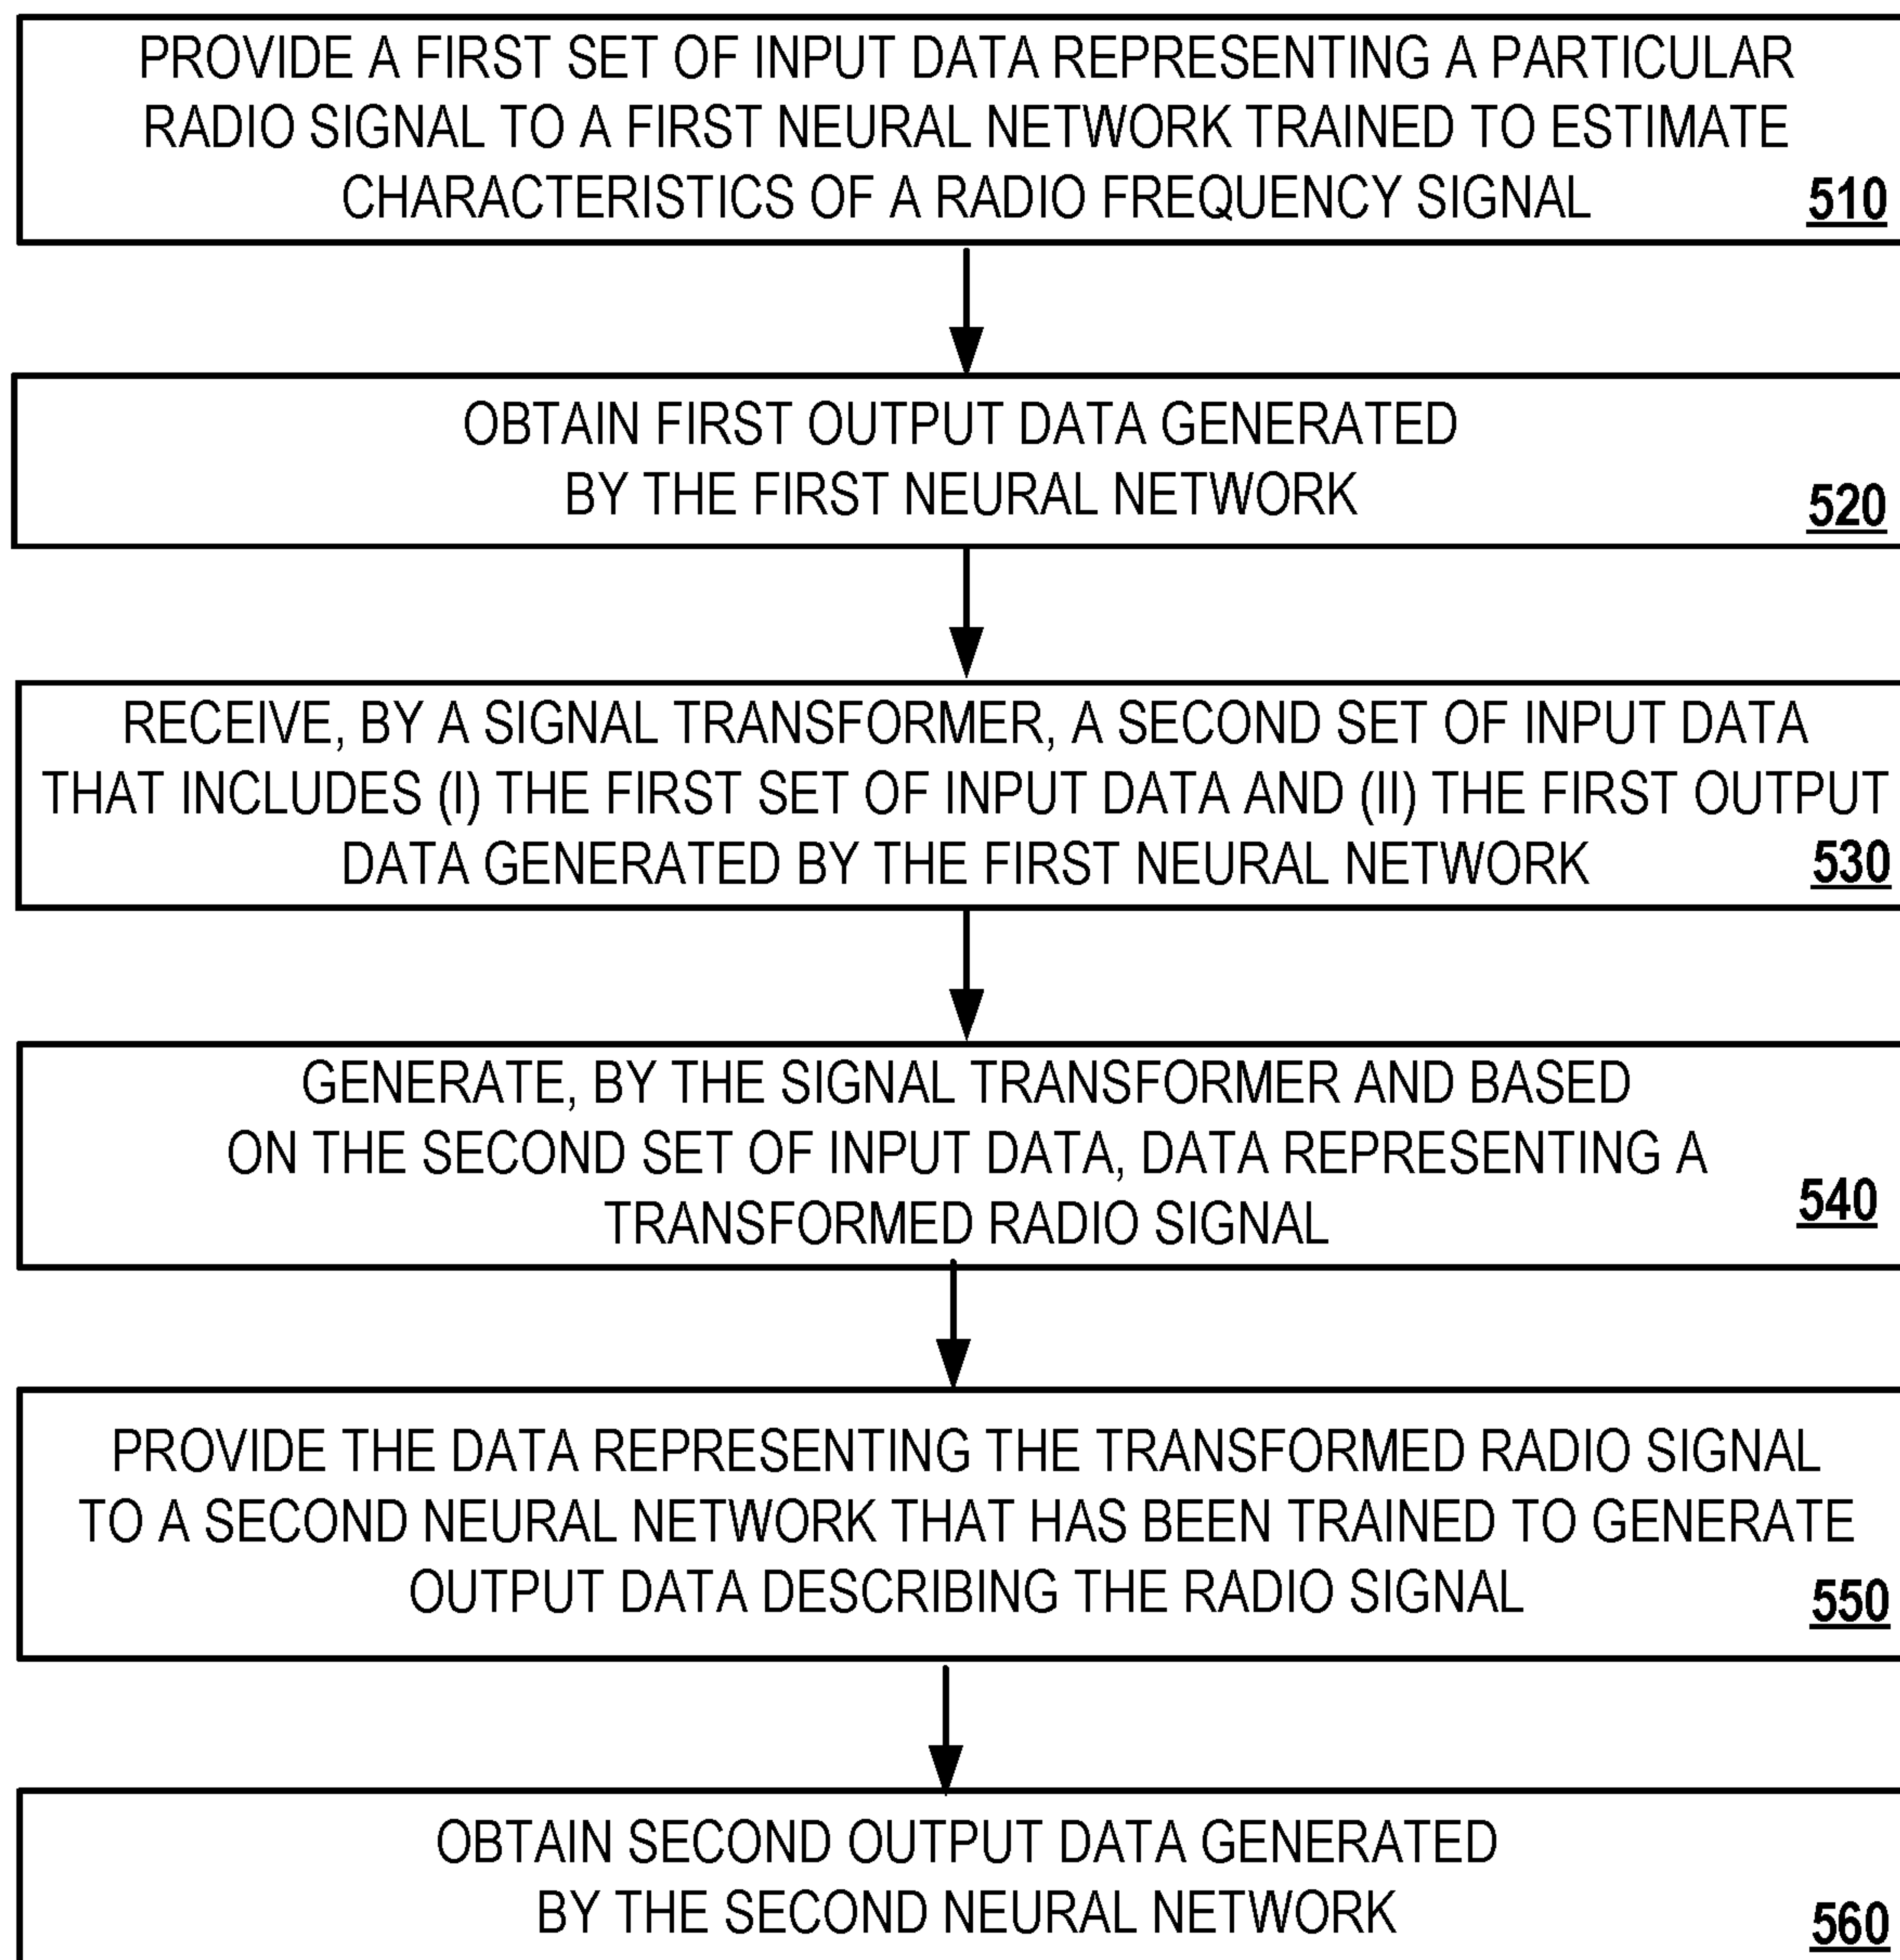 PROVIDE A FIRST SET OF INPUT DATA REPRESENTING A PARTICULAR
RADIO SIGNAL TO A FIRST NEURAL NETWORK TRAINED TO ESTIMATE
CHARACTERISTICS OF A RADIO FREQUENCY SIGNAL
510
OBTAIN FIRST OUTPUT DATA GENERATED
BY THE FIRST NEURAL NETWORK
520
RECEIVE, BY A SIGNAL TRANSFORMER, A SECOND SET OF INPUT DATA
THAT INCLUDES (I) THE FIRST SET OF INPUT DATA AND (II) THE FIRST OUTPUT
DATA GENERATED BY THE FIRST NEURAL NETWORK
530
GENERATE, BY THE SIGNAL TRANSFORMER AND BASED
ON THE SECOND SET OF INPUT DATA, DATA REPRESENTING A
TRANSFORMED RADIO SIGNAL
540
PROVIDE THE DATA REPRESENTING THE TRANSFORMED RADIO SIGNAL
TO A SECOND NEURAL NETWORK THAT HAS BEEN TRAINED TO GENERATE
OUTPUT DATA DESCRIBING THE RADIO SIGNAL
550
OBTAIN SECOND OUTPUT DATA GENERATED
BY THE SECOND NEURAL NETWORK
560